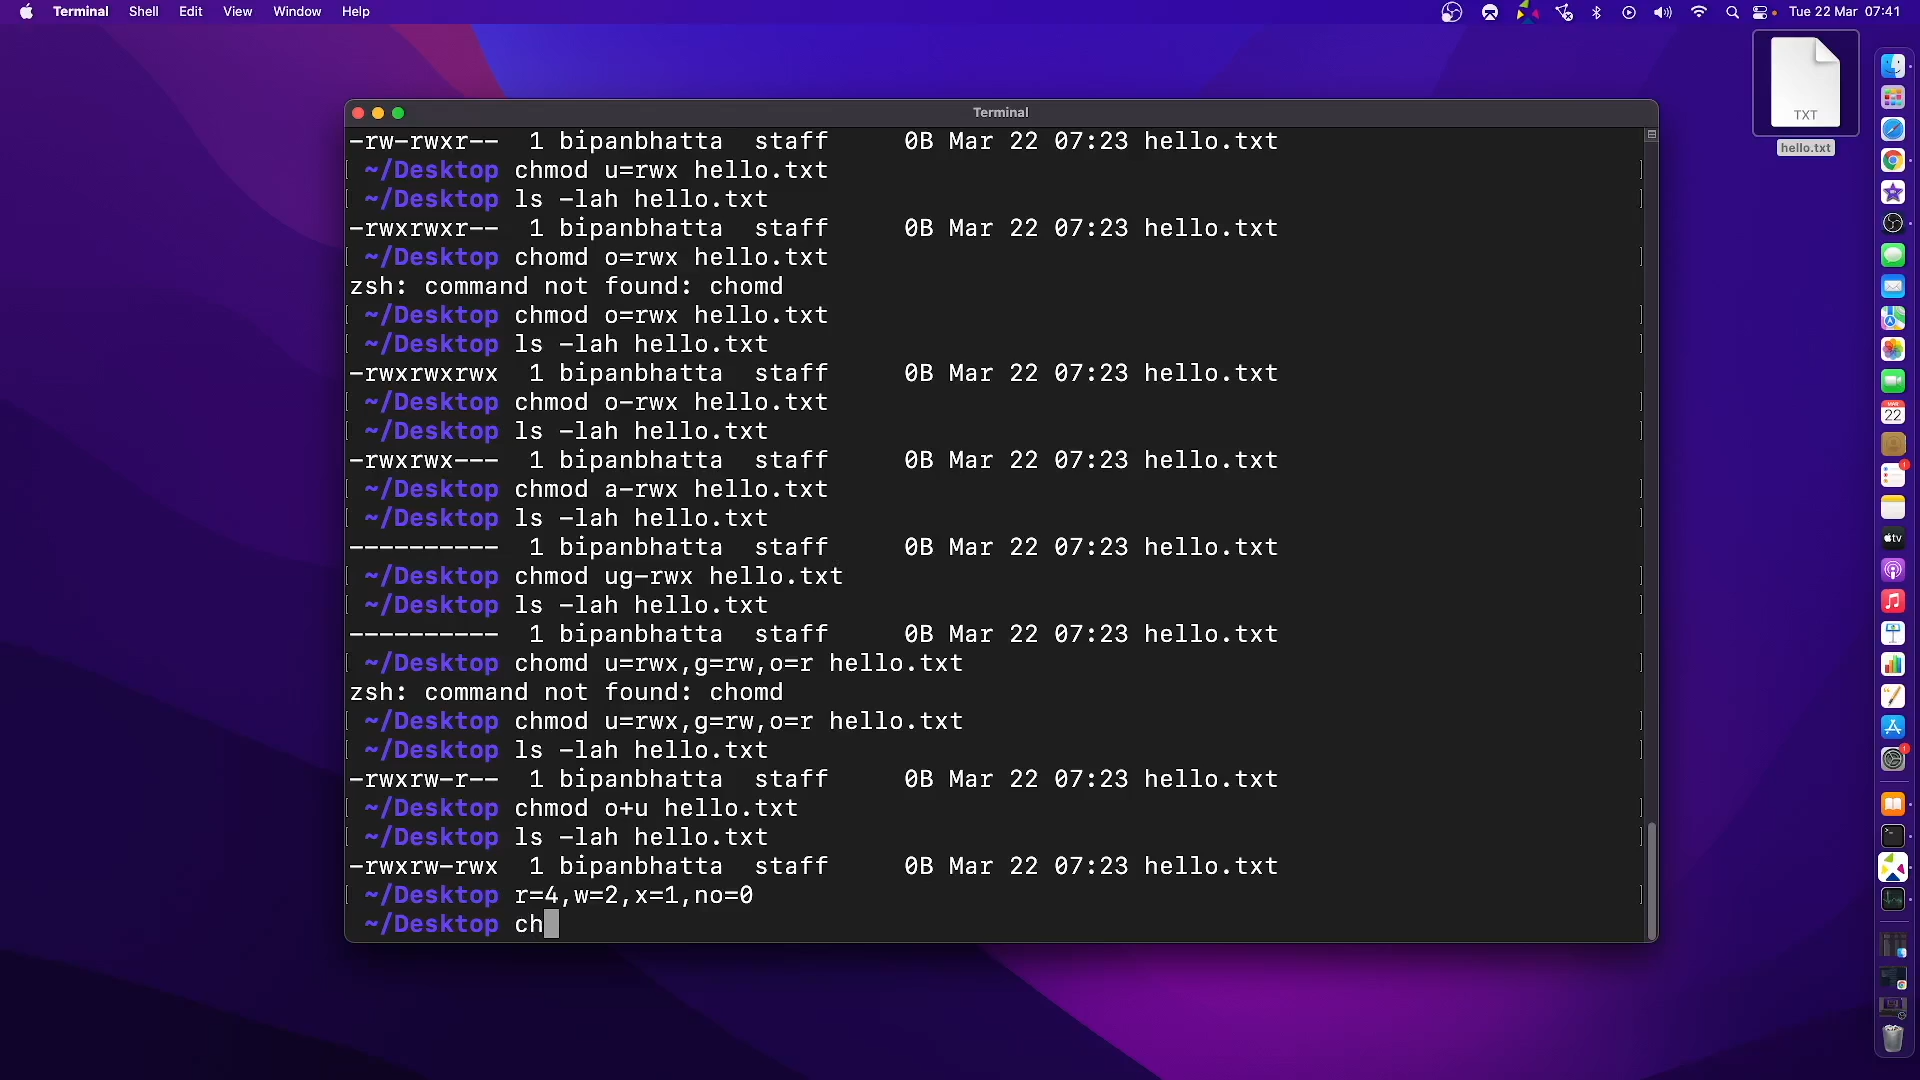 Terminal Shell Edit View Window Help Tue 22 Mar 07:41
TXT
hello.txt
Terminal
-rw-rwxr-- 1 bipanbhatta staff 0B Mar 22 07:23 hello.txt
~/Desktop chmod u=rwx hello.txt
~/Desktop ls -lah hello.txt
-rwxrwxr-- 1 bipanbhatta staff 0B Mar 22 07:23 hello.txt
~/Desktop chomd o=rwx hello.txt
zsh: command not found: chomd
~/Desktop chmod o=rwx hello.txt
~/Desktop ls -lah hello.txt
-rwxrwxrwx 1 bipanbhatta staff 0B Mar 22 07:23 hello.txt
~/Desktop chmod o-rwx hello.txt
~/Desktop ls -lah hello.txt
-rwxrwx--- 1 bipanbhatta staff 0B Mar 22 07:23 hello.txt
~/Desktop chmod a-rwx hello.txt
~/Desktop ls -lah hello.txt
---------- 1 bipanbhatta staff 0B Mar 22 07:23 hello.txt
~/Desktop chmod ug-rwx hello.txt
~/Desktop ls -lah hello.txt
---------- 1 bipanbhatta staff 0B Mar 22 07:23 hello.txt
~/Desktop chomd u=rwx,g=rw,o=r hello.txt
zsh: command not found: chomd
~/Desktop chmod u=rwx,g=rw,o=r hello.txt
~/Desktop ls -lah hello.txt
-rwxrw-r-- 1 bipanbhatta staff 0B Mar 22 07:23 hello.txt
~/Desktop chmod o+u hello.txt
~/Desktop ls -lah hello.txt
-rwxrw-rwx 1 bipanbhatta staff 0B Mar 22 07:23 hello.txt
~/Desktop r=4,w=2,x=1,no=0
~/Desktop ch
22
tv